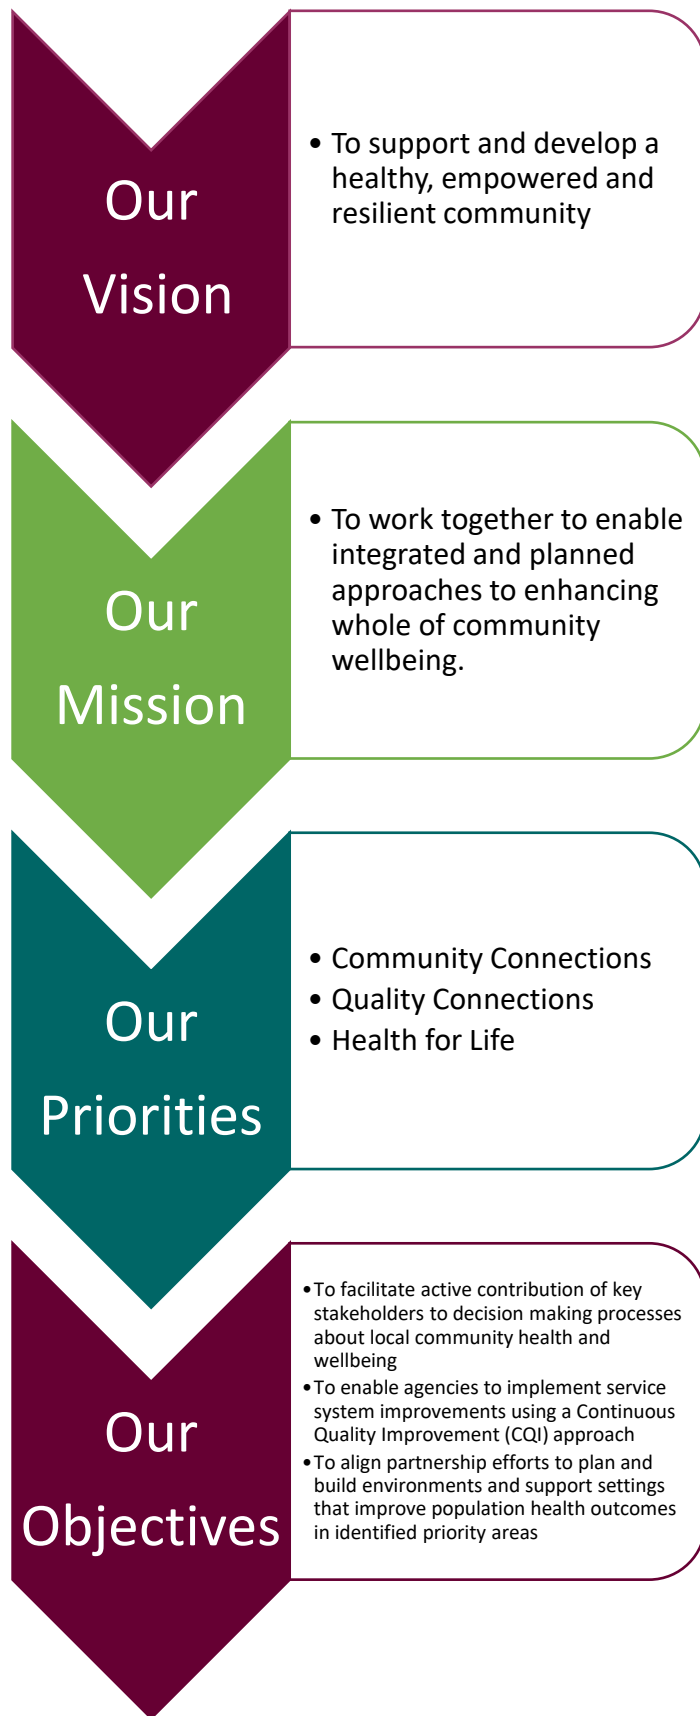 Our
Vision
• To support and develop a
healthy, empowered and
resilient community
Our
Mission
• To work together to enable
integrated and planned
approaches to enhancing
whole of community
wellbeing.
Our
Priorities
• Community Connections
• Quality Connections
• Health for Life
Our
Objectives
•To facilitate active contribution of key
stakeholders to decision making processes
about local community health and
wellbeing
•To enable agencies to implement service
system improvements using a Continuous
Quality Improvement (CQI) approach
•To align partnership efforts to plan and
build environments and support settings
that improve population health outcomes
in identified priority areas